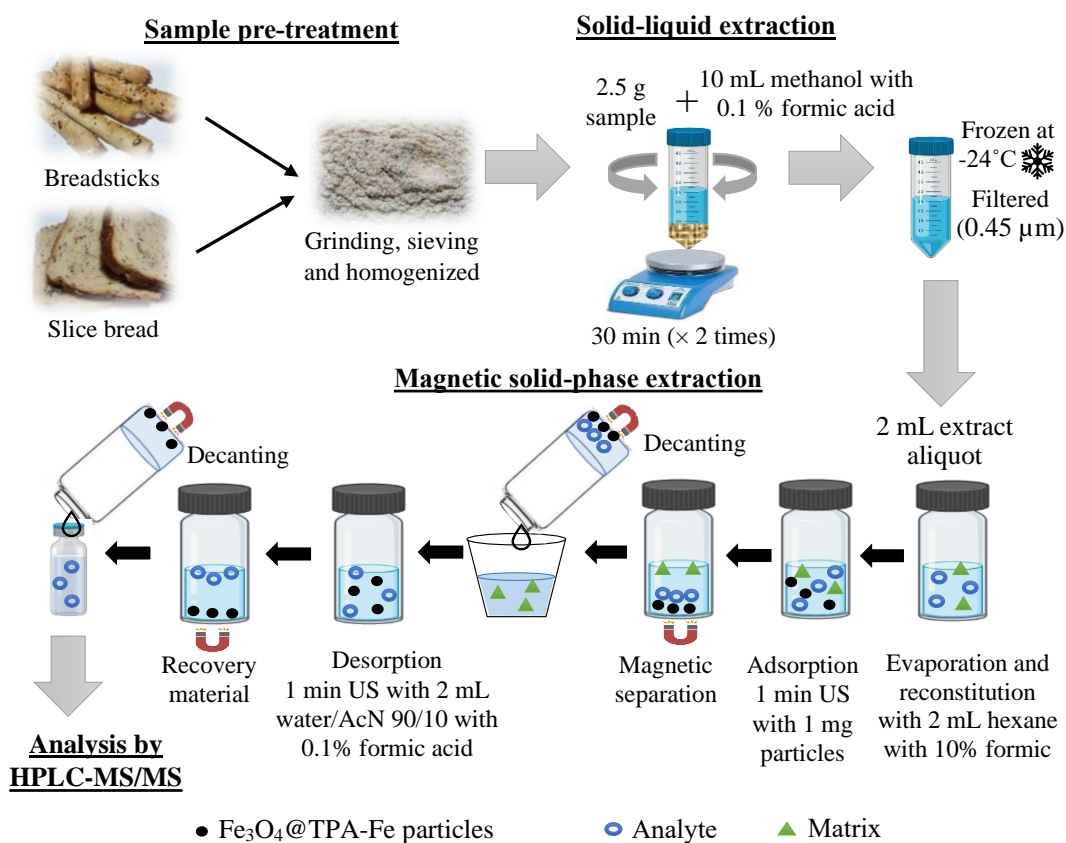 Sample pre-treatment
Breadsticks
Slice bread
Grinding, sieving
and homogenized
Solid-liquid extraction
2.5 g
sample
+
10 mL methanol with
0.1 % formic acid
30 min (× 2 times)
Frozen at
-24˚C
Filtered
(0.45 µm)
2 mL extract
aliquot
Magnetic solid-phase extraction
Evaporation and
reconstitution
with 2 mL hexane
with 10% formic
Adsorption
1 min US
with 1 mg
particles
Magnetic
separation
Decanting
Desorption
1 min US with 2 mL
water/AcN 90/10 with
0.1% formic acid
Recovery
material
Decanting
Analysis by
HPLC-MS/MS
Fe₃O₄@TPA-Fe particles
Analyte
Matrix